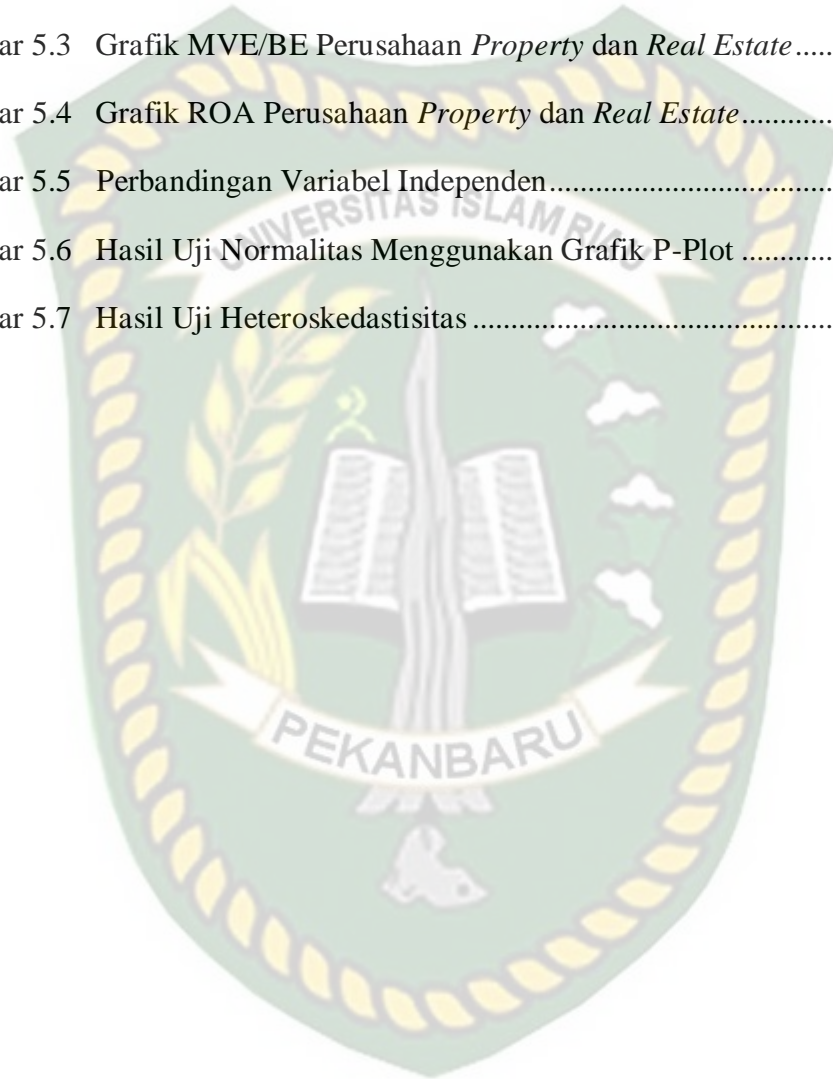 ar 5.3 Grafik MVE/BE Perusahaan Property dan Real Estate.....
ar 5.4 Grafik ROA Perusahaan Property dan Real Estate............
ar 5.5 Perbandingan Variabel Independen.....................................
UNIVERSITAS ISLAM RIAU
ar 5.6 Hasil Uji Normalitas Menggunakan Grafik P-Plot ............
ar 5.7 Hasil Uji Heteroskedastisitas ...............................................
PEKANBARU